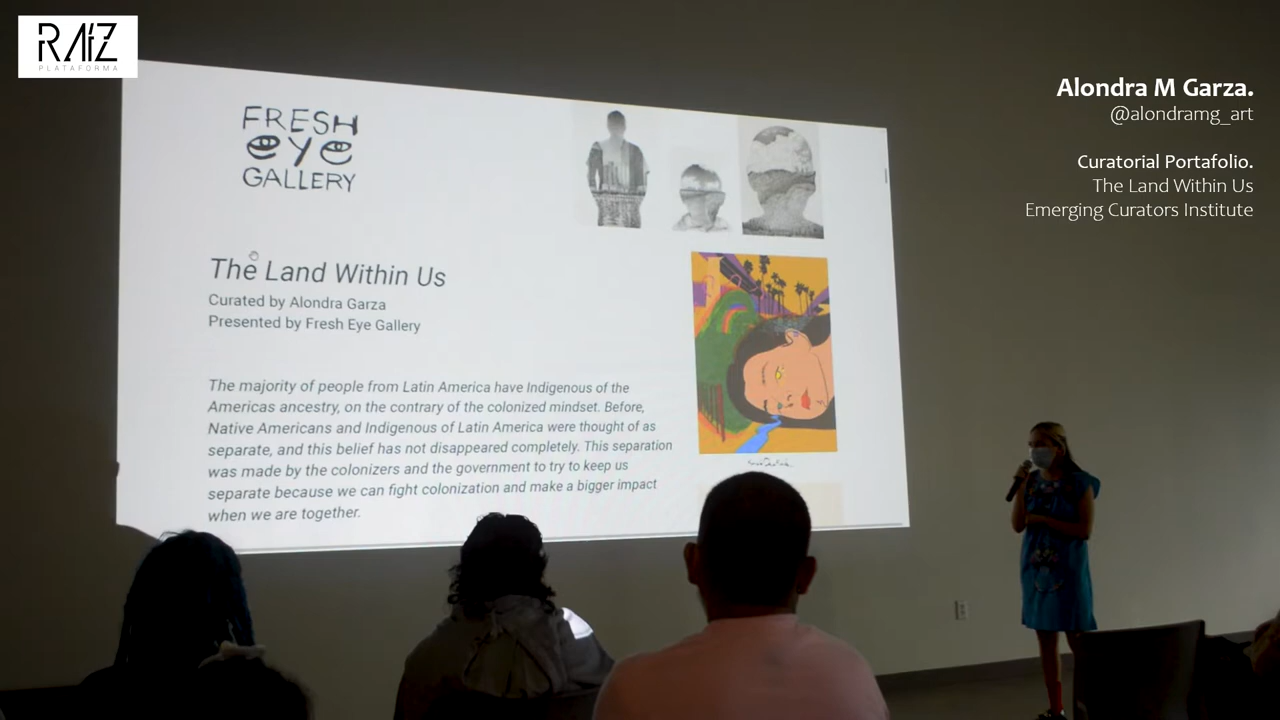 RAÍZ
PLATAFORMA
Alondra M Garza.
@alondramg_art
Curatorial Portafolio.
The Land Within Us
Emerging Curators Institute
FRESH
eye
GALLERY
The Land Within Us
Curated by Alondra Garza
Presented by Fresh Eye Gallery
The majority of people from Latin America have Indigenous of the
Americas ancestry, on the contrary of the colonized mindset. Before,
Native Americans and Indigenous of Latin America were thought of as
separate, and this belief has not disappeared completely. This separation
was made by the colonizers and the government to try to keep us
separate because we can fight colonization and make a bigger impact
when we are together.